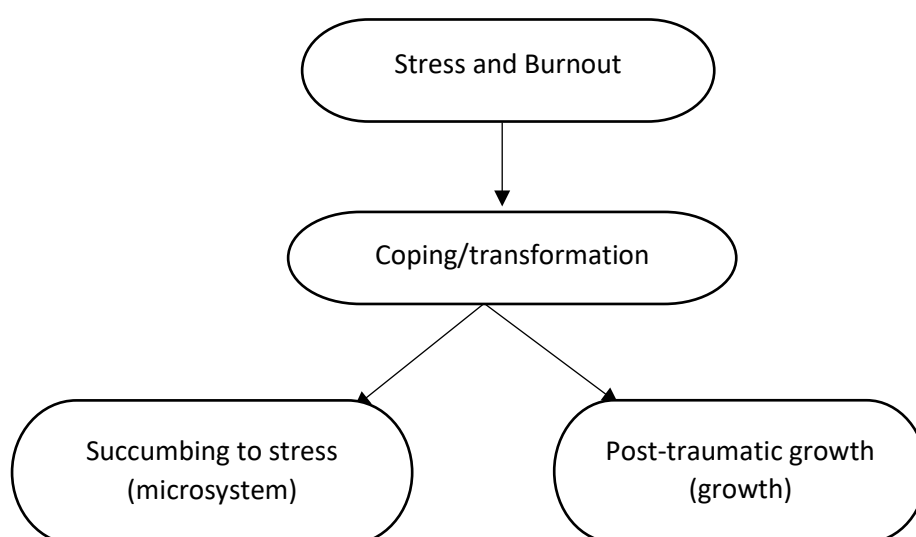 Stress and Burnout
Coping/transformation
Succumbing to stress
(microsystem)
Post-traumatic growth
(growth)